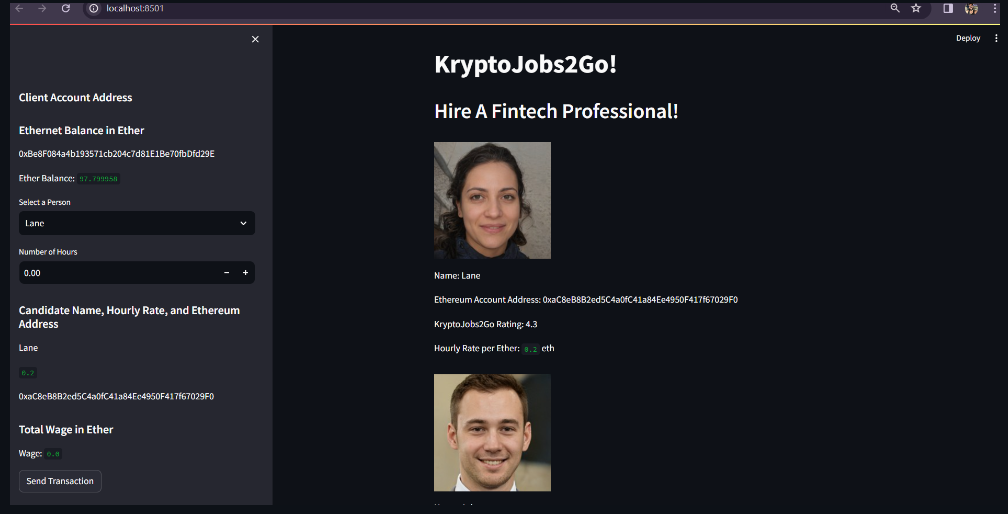 localhost:8501
Deploy
Client Account Address
Ethernet Balance in Ether
0xBe8F084a4b193571cb204c7d81E1Be70fbDfd29E
Ether Balance: 97.799958
Select a Person
Lane
Number of Hours
0.00
Candidate Name, Hourly Rate, and Ethereum
Address
Lane
0.2
0xaC8eB8B2ed5C4a0fC41a84Ee4950F417f67029F0
Total Wage in Ether
Wage: 0.0
Send Transaction
KryptoJobs2Go!
Hire A Fintech Professional!
Name: Lane
Ethereum Account Address: 0xaC8eB8B2ed5C4a0fC41a84Ee4950F417f67029F0
KryptoJobs2Go Rating: 4.3
Hourly Rate per Ether: 0.2 eth